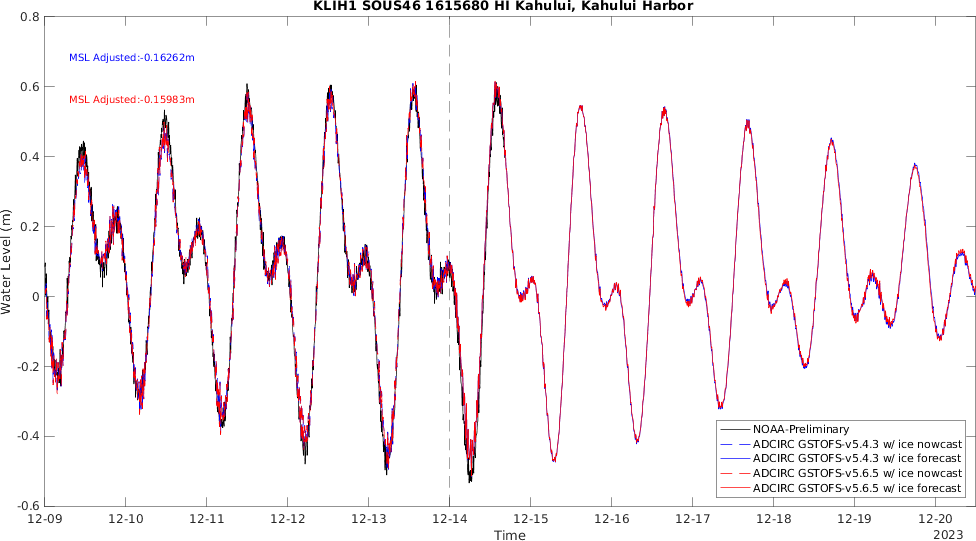 KLIH1 SOUS46 1615680 HI Kahului, Kahului Harbor
0.8
MSL Adjusted:-0.16262m
0.6
MSL Adjusted:-0.15983m
0.4
0.2
Water Level (m)
0
-0.2
-0.4
NOAA-Preliminary
ADCIRC GSTOFS-v5.4.3 w/ ice nowcast
ADCIRC GSTOFS-v5.4.3 w/ ice forecast
ADCIRC GSTOFS-v5.6.5 w/ ice nowcast
ADCIRC GSTOFS-v5.6.5 w/ ice forecast
-0.6
12-09 12-10 12-11 12-12 12-13 12-14 12-15 12-16 12-17 12-18 12-19 12-20
Time
2023